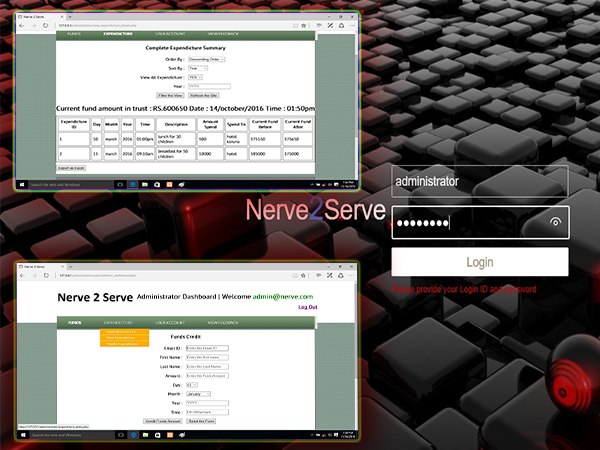 Nerve 2 Serve
FUNDS EXPENDITURE USER ACCOUNT VIEW FEEDBACK
Complete Expenditure Summary
Order By : Descending Order
Sort By : Year
View All Expenditure : YES
Year : YYYY
Filter the View Refresh the Site
Current fund amount in trust : RS.600650 Date : 14/october/2016 Time : 01:50pm
Expenditure ID Day Month Year Time Description Amount Spend Spend To Current Fund Before Current Fund After
1 30 march 2016 01:00pm lunch for 50 children 500 hotel 575150 575650
2 15 march 2016 09:10am breakfast for 50 children 10000 hotel 585000 575000
Export as Excel
Search the web and Windows
administrator
Nerve2Serve
Login
Please provide your Login ID and password
Nerve 2 Serve
Nerve 2 Serve Administrator Dashboard | Welcome admin@nerve.com
Log Out
FUNDS EXPENDITURE USER ACCOUNT VIEW FEEDBACK
Funds Credit
Email ID : Enter the Email ID
First Name : Enter the first name
Last Name : Enter the Last Name
Amount : Enter the Fund Amount
Day :
Month : January
Year : YYYY
Time :
Credit Funds Amount Reset the Form
Search the web and Windows